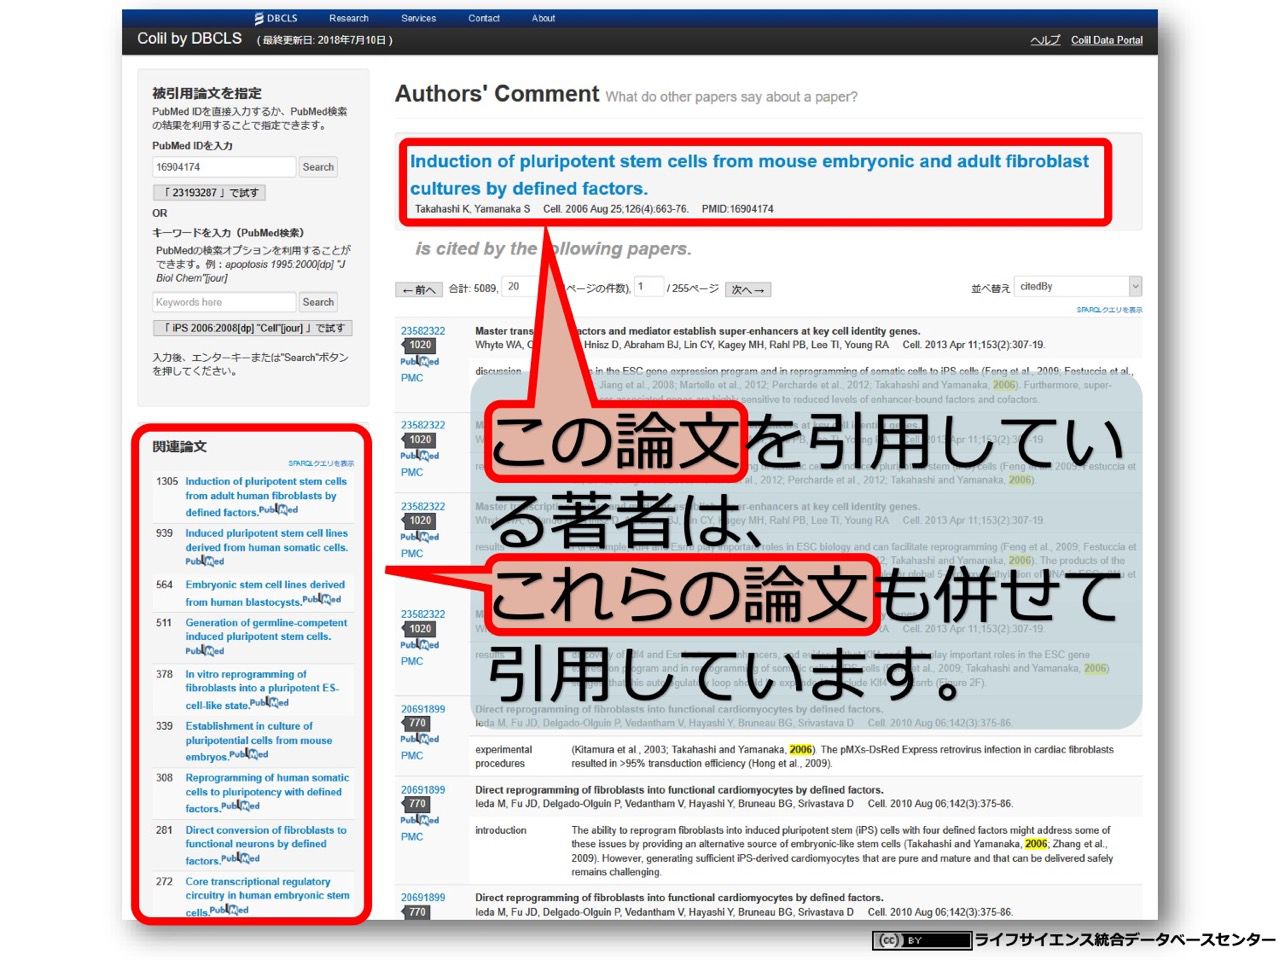 DBCLS Research Services Contact About
Colil by DBCLS ( 最終更新日: 2018年7月10日 ) ヘルプ Colil Data Portal
被引用論文を指定
PubMed IDを直接入力するか、PubMed検索
の結果を利用することで指定できます。
PubMed IDを入力
16904174 Search
「 23193287 」で試す
OR
キーワードを入力（PubMed検索）
PubMedの検索オプションを利用することが
できます。例：apoptosis 1995:2000[dp] "J
Biol Chem"[jour]
Keywords here Search
「 iPS 2006:2008[dp] "Cell"[jour] 」で試す
入力後、エンターキーまたは"Search"ボタン
を押してください。
関連論文
SPARQLクエリを表示
1305 Induction of pluripotent stem cells
from adult human fibroblasts by
defined factors. PubMed
939 Induced pluripotent stem cell lines
derived from human somatic cells.
PubMed
564 Embryonic stem cell lines derived
from human blastocysts. PubMed
511 Generation of germline-competent
induced pluripotent stem cells.
PubMed
378 In vitro reprogramming of
fibroblasts into a pluripotent ES-
cell-like state. PubMed
339 Establishment in culture of
pluripotential cells from mouse
embryos. PubMed
308 Reprogramming of human somatic
cells to pluripotency with defined
factors. PubMed
281 Direct conversion of fibroblasts to
functional neurons by defined
factors. PubMed
272 Core transcriptional regulatory
circuitry in human embryonic stem
cells. PubMed
Authors' Comment What do other papers say about a paper?
Induction of pluripotent stem cells from mouse embryonic and adult fibroblast
cultures by defined factors.
Takahashi K, Yamanaka S Cell. 2006 Aug 25;126(4):663-76. PMID:16904174
is cited by the following papers.
←前へ 合計: 5089, 20 ページの件数), 1 / 255ページ 次へ→ 並べ替え citedBy
SPARQLクエリを表示
23582322 Master factors and mediator establish super-enhancers at key cell identity genes.
1020 Whyte WA, Hnisz D, Abraham BJ, Lin CY, Kagey MH, Rahl PB, Lee TI, Young RA Cell. 2013 Apr 11;153(2):307-19.
PubMed
PMC
discussion in the ESC gene expression program and in reprogramming of somatic cells to iPS cells (Feng et al., 2009; Festuccia et al.,
Jiang et al., 2008; Martello et al., 2012; Percharde et al., 2012; Takahashi and Yamanaka, 2006). Furthermore, super-
associated genes are highly sensitive to reduced levels of enhancer-bound factors and cofactors.
23582322
1020
PubMed
PMC
23582322
1020
PubMed
PMC
23582322
1020
PubMed
PMC
この論文を引用してい
る著者は、
これらの論文も併せて
引用しています。
20691899 Direct reprogramming of fibroblasts into functional cardiomyocytes by defined factors.
770 Ieda M, Fu JD, Delgado-Olguin P, Vedantham V, Hayashi Y, Bruneau BG, Srivastava D Cell. 2010 Aug 06;142(3):375-86.
PubMed
PMC
experimental procedures (Kitamura et al., 2003; Takahashi and Yamanaka, 2006). The pMXs-DsRed Express retrovirus infection in cardiac fibroblasts
resulted in >95% transduction efficiency (Hong et al., 2009).
20691899 Direct reprogramming of fibroblasts into functional cardiomyocytes by defined factors.
770 Ieda M, Fu JD, Delgado-Olguin P, Vedantham V, Hayashi Y, Bruneau BG, Srivastava D Cell. 2010 Aug 06;142(3):375-86.
PubMed
PMC
introduction The ability to reprogram fibroblasts into induced pluripotent stem (iPS) cells with four defined factors might address some of
these issues by providing an alternative source of embryonic-like stem cells (Takahashi and Yamanaka, 2006; Zhang et al.,
2009). However, generating sufficient iPS-derived cardiomyocytes that are pure and mature and that can be delivered safely
remains challenging.
20691899 Direct reprogramming of fibroblasts into functional cardiomyocytes by defined factors.
770 Ieda M, Fu JD, Delgado-Olguin P, Vedantham V, Hayashi Y, Bruneau BG, Srivastava D Cell. 2010 Aug 06;142(3):375-86.
cc BY ライフサイエンス統合データベースセンター